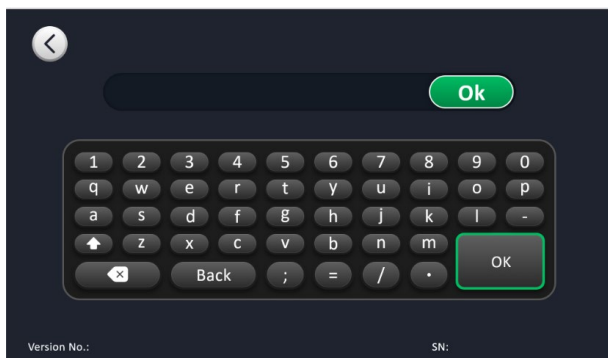 Ok
1 2 3 4 5 6 7 8 9 0
q w e r t y u i o p
a s d f g h j k l -
z x c v b n m
OK
Back ; = / .
Version No.: SN: